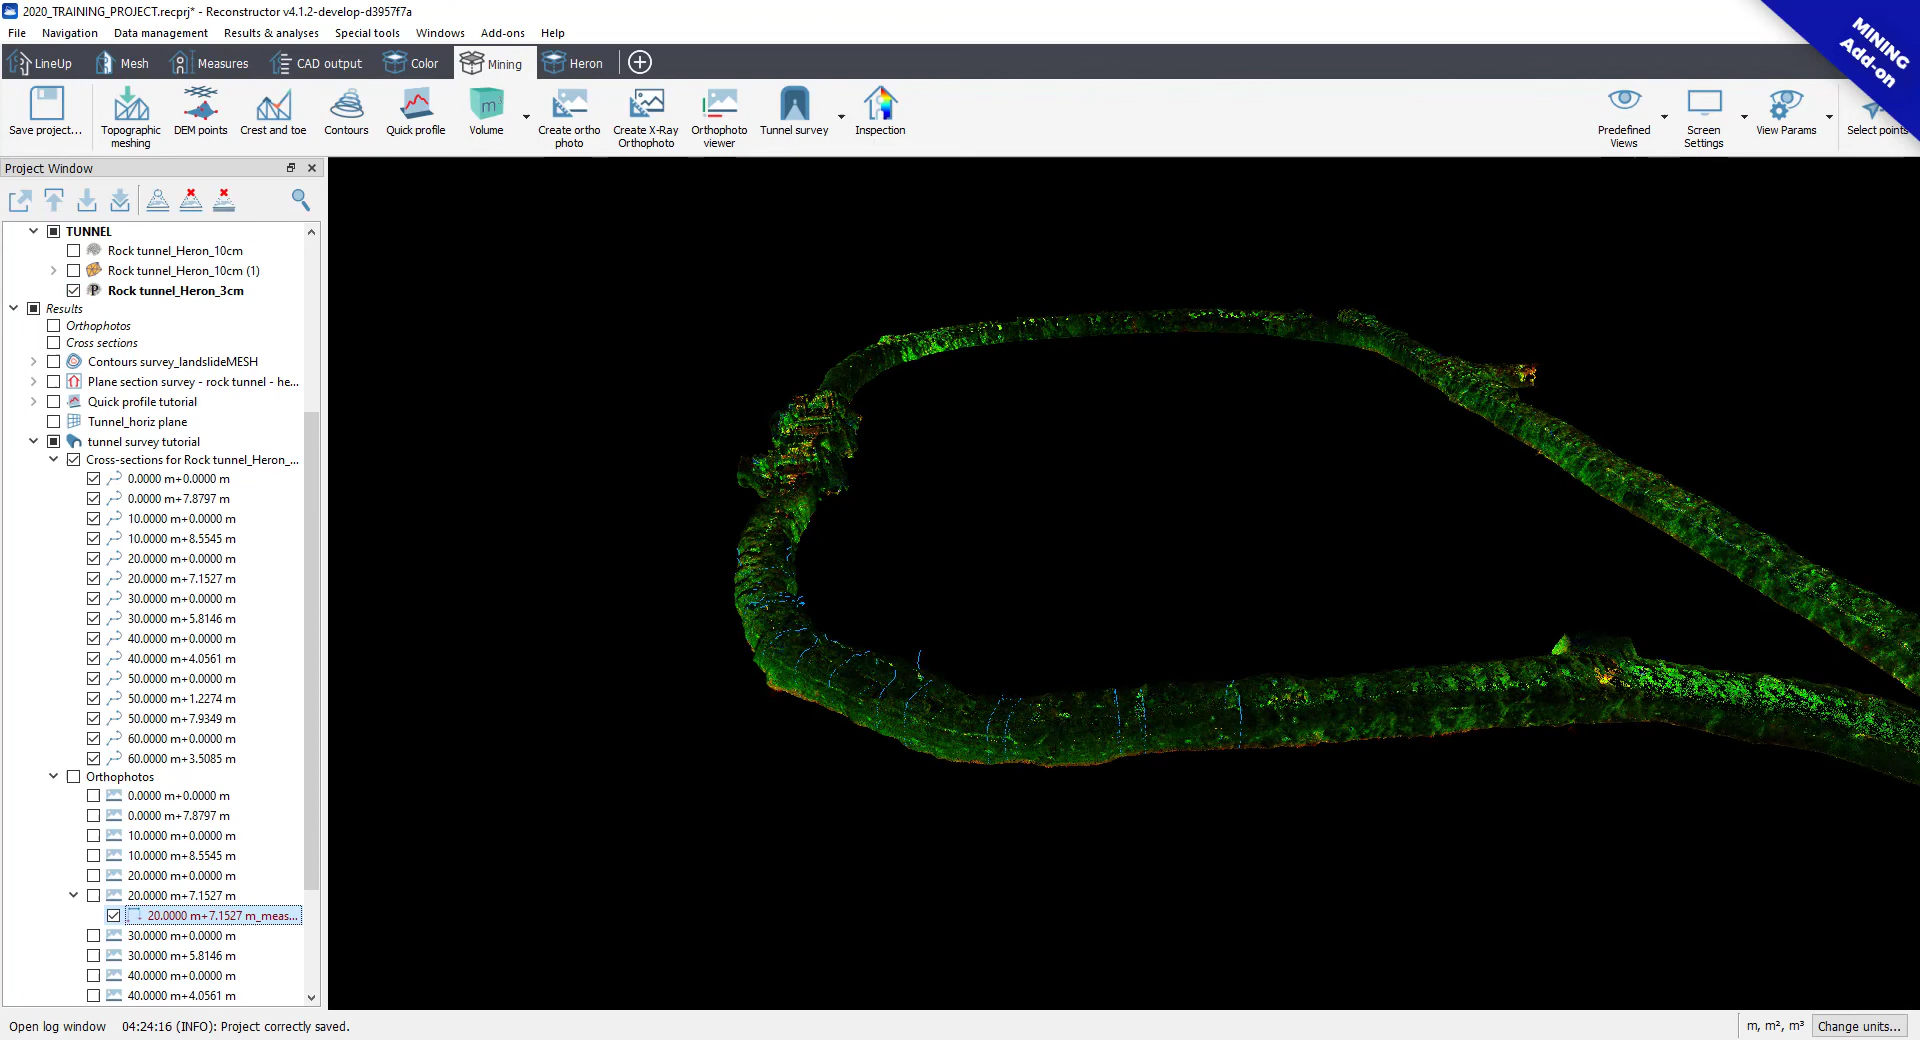 2020_TRAINING_PROJECT.recprj* - Reconstructor v4.1.2-develop-d3957f7a
File Navigation Data management Results & analyses Special tools Windows Add-ons Help
LineUp Mesh Measures CAD output Color Mining Heron
MINING
Add-on
Save project...
Topographic
meshing
DEM points
Crest and toe
Contours
Quick profile
Volume
Create ortho
photo
Create X-Ray
Orthophoto
Orthophoto
viewer
Tunnel survey
Inspection
Predefined
Views
Screen
Settings
View Params
Select points
Project Window
TUNNEL
Rock tunnel_Heron_10cm
Rock tunnel_Heron_10cm (1)
Rock tunnel_Heron_3cm
Results
Orthophotos
Cross sections
Contours survey_landslideMESH
Plane section survey - rock tunnel - he...
Quick profile tutorial
Tunnel_horiz plane
tunnel survey tutorial
Cross-sections for Rock tunnel_Heron_...
0.0000 m+0.0000 m
0.0000 m+7.8797 m
10.0000 m+0.0000 m
10.0000 m+8.5545 m
20.0000 m+0.0000 m
20.0000 m+7.1527 m
30.0000 m+0.0000 m
30.0000 m+5.8146 m
40.0000 m+0.0000 m
40.0000 m+4.0561 m
50.0000 m+0.0000 m
50.0000 m+1.2274 m
50.0000 m+7.9349 m
60.0000 m+0.0000 m
60.0000 m+3.5085 m
Orthophotos
0.0000 m+0.0000 m
0.0000 m+7.8797 m
10.0000 m+0.0000 m
10.0000 m+8.5545 m
20.0000 m+0.0000 m
20.0000 m+7.1527 m
20.0000 m+7.1527 m_meas...
30.0000 m+0.0000 m
30.0000 m+5.8146 m
40.0000 m+0.0000 m
40.0000 m+4.0561 m
Open log window 04:24:16 (INFO): Project correctly saved.
m, m², m³ Change units...